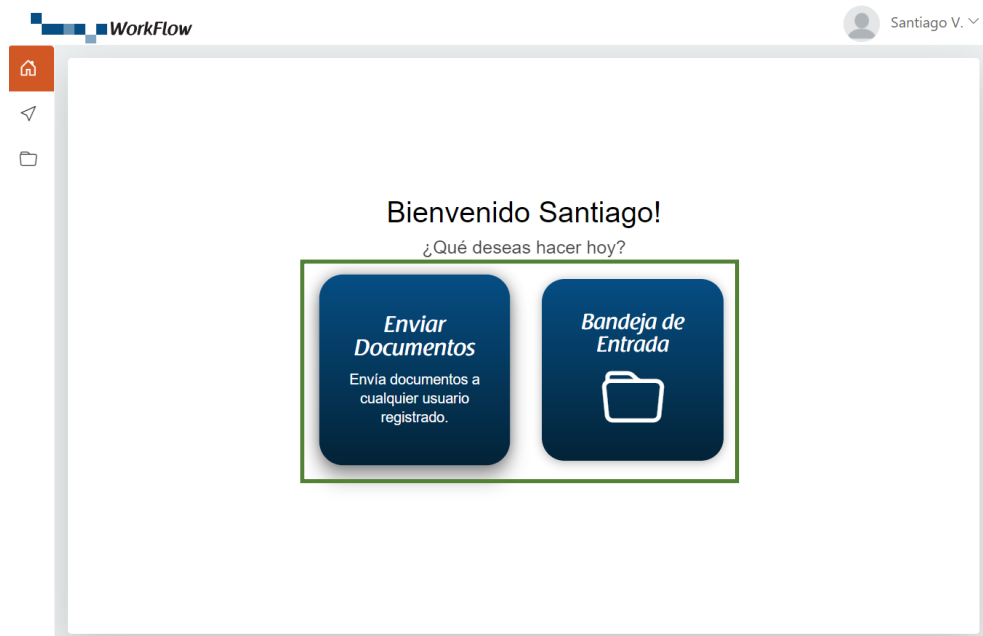 WorkFlow
Santiago V.
Bienvenido Santiago!
¿Qué deseas hacer hoy?
Enviar
Documentos
Envía documentos a
cualquier usuario
registrado.
Bandeja de
Entrada